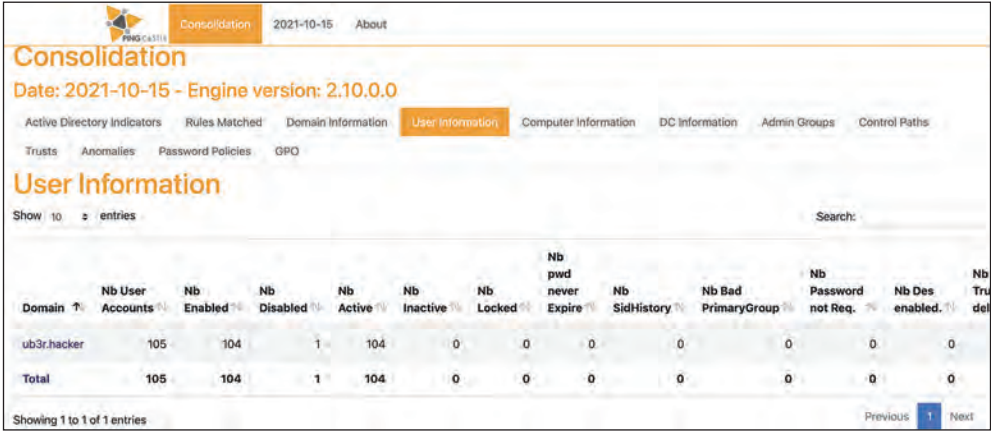 PINGCASTLE Consolidation 2021-10-15 About
Consolidation
Date: 2021-10-15 - Engine version: 2.10.0.0
Active Directory Indicators Rules Matched Domain Information User Information Computer Information DC Information Admin Groups Control Paths
Trusts Anomalies Password Policies GPO
User Information
Show 10 entries Search:
Domain Nb User Accounts Nb Enabled Nb Disabled Nb Active Nb Inactive Nb Locked Nb pwd never Expire Nb SidHistory Nb Bad PrimaryGroup Nb Password not Req. Nb Des enabled. Nb Tru del
ub3r.hacker 105 104 1 104 0 0 0 0 0 0 0
Total 105 104 1 104 0 0 0 0 0 0 0
Showing 1 to 1 of 1 entries Previous 1 Next